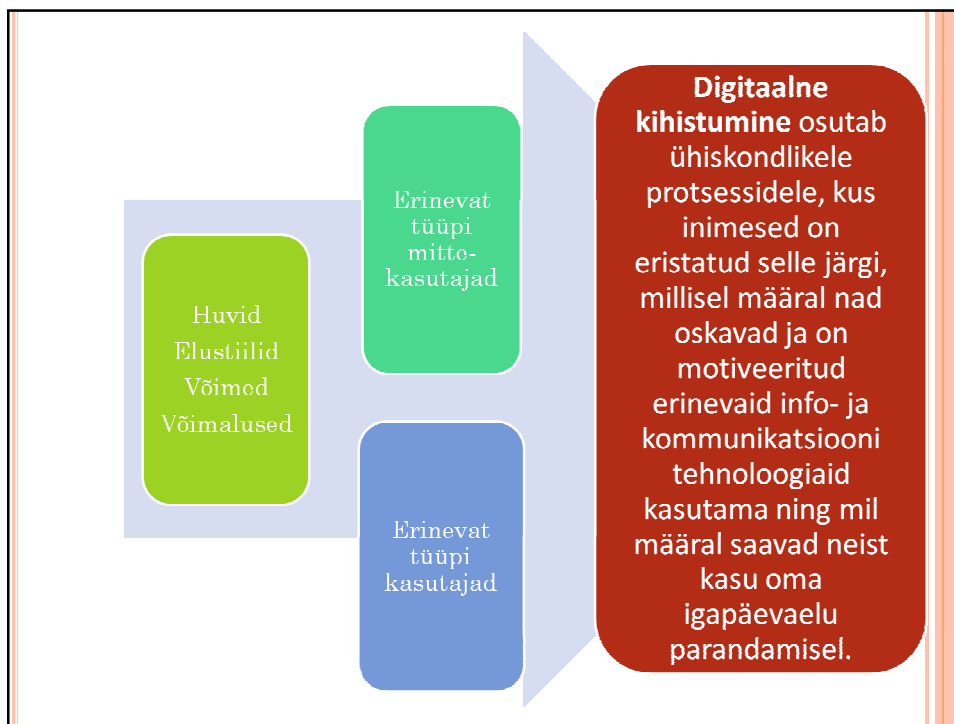 Huvid
Elustiilid
Võimed
Võimalused
Erinevat
tüüpi
mitte-
kasutajad
Erinevat
tüüpi
kasutajad
Digitaalne
kihistumine osutab
ühiskondlikele
protsessidele, kus
inimesed on
eristatud selle järgi,
millisel määral nad
oskavad ja on
motiveeritud
erinevaid info- ja
kommunikatsiooni
tehnoloogiaid
kasutama ning mil
määral saavad neist
kasu oma
igapäevaelu
parandamisel.